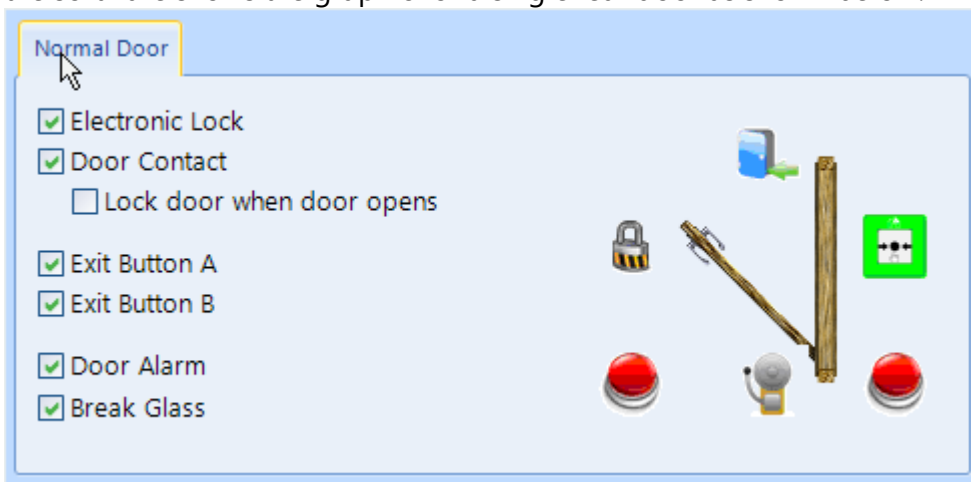 Normal Door
Electronic Lock
Door Contact
Lock door when door opens
Exit Button A
Exit Button B
Door Alarm
Break Glass